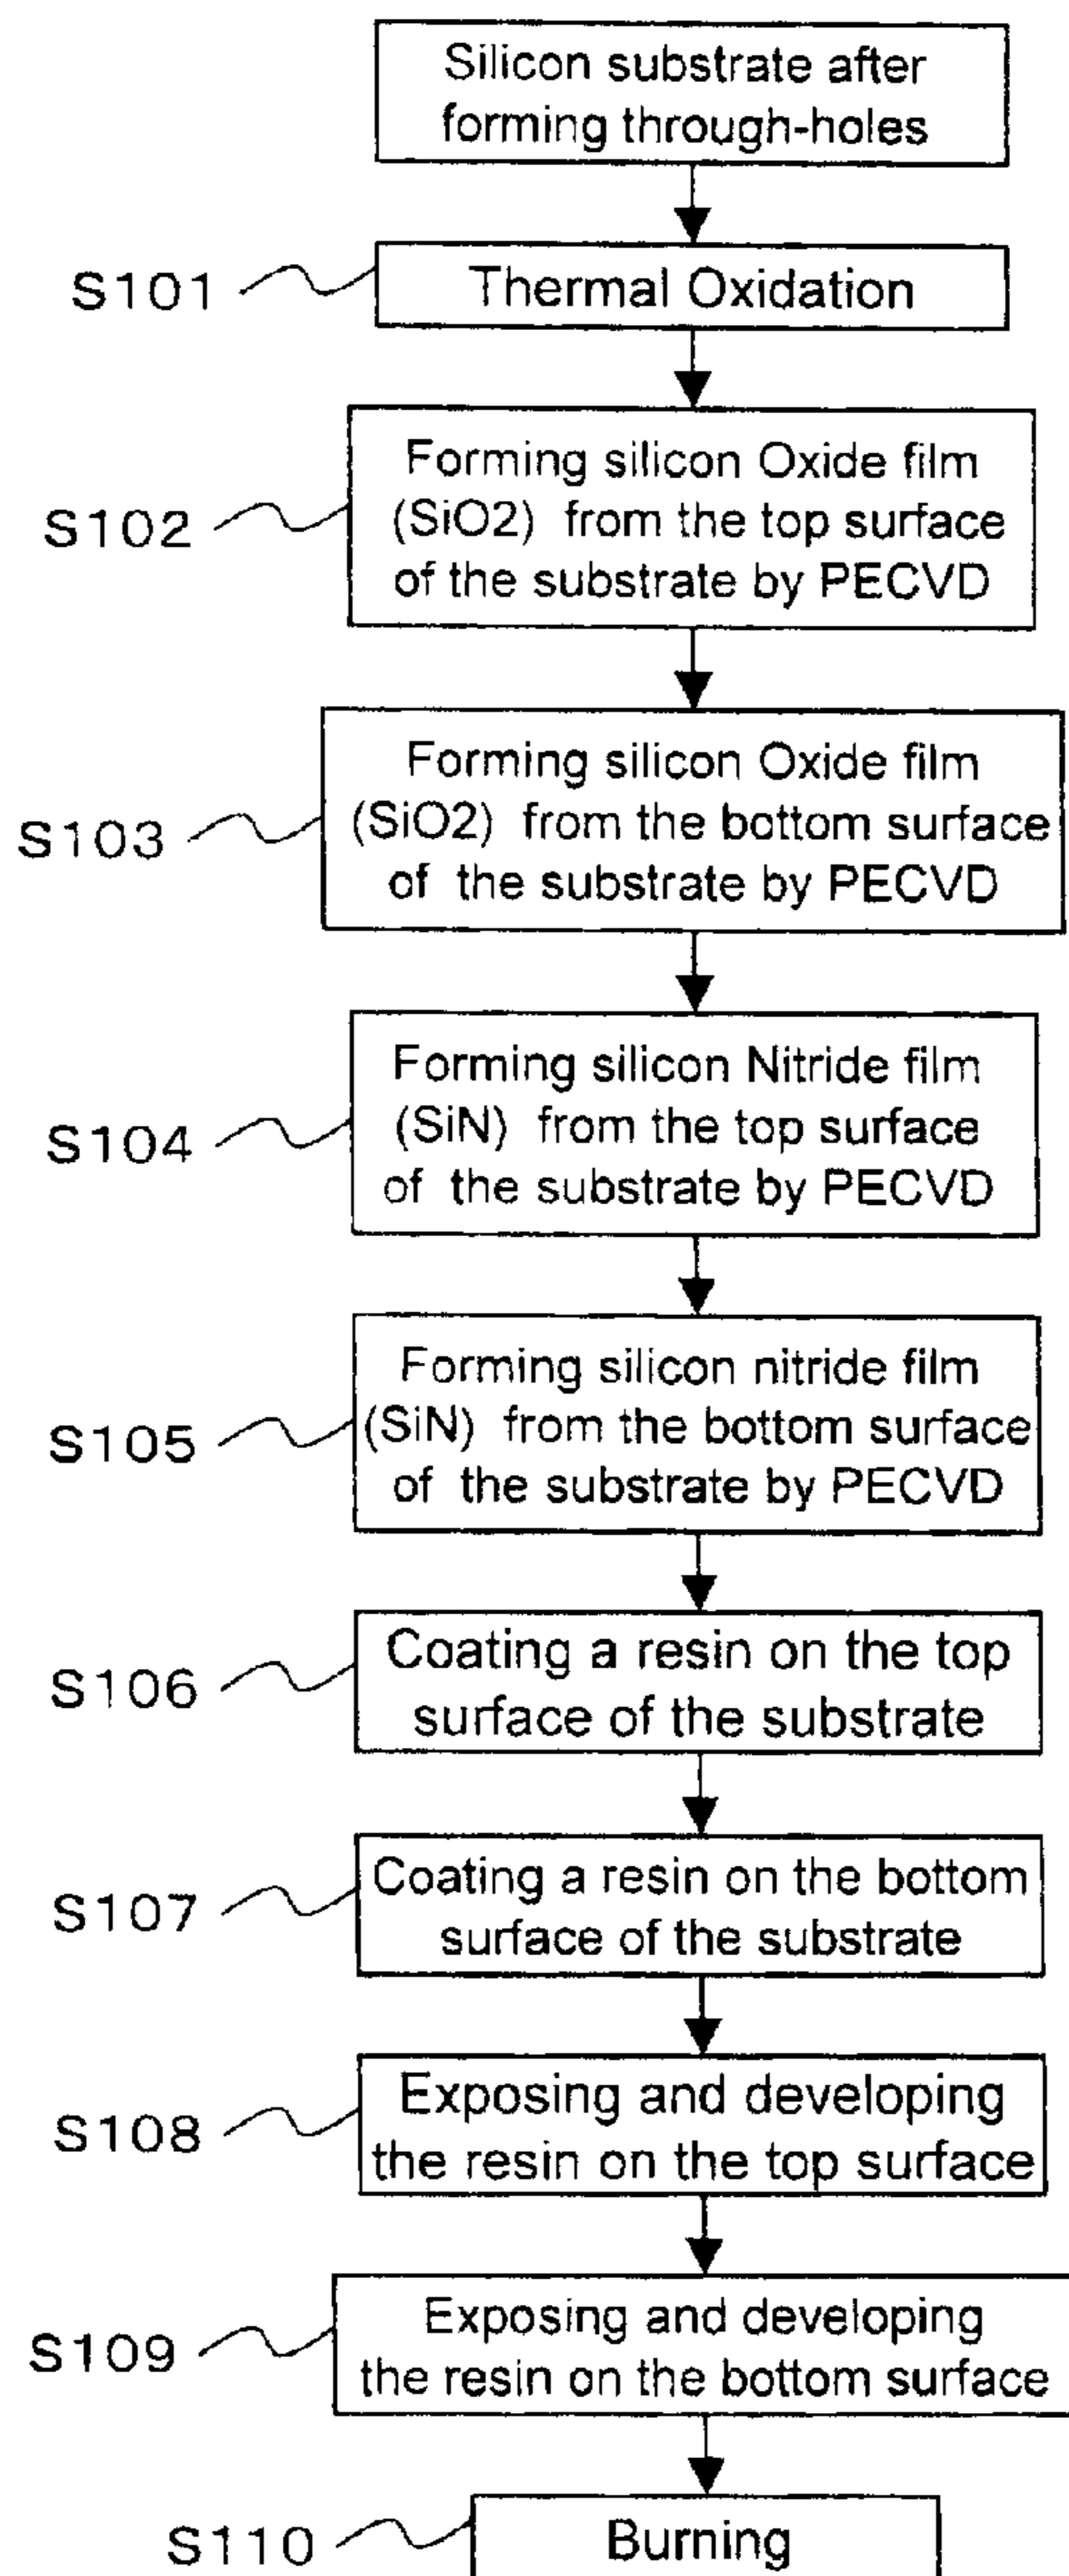 Silicon substrate after
forming through-holes
S101
Thermal Oxidation
S102
Forming silicon Oxide film
(SiO2) from the top surface
of the substrate by PECVD
S103
Forming silicon Oxide film
(SiO2) from the bottom surface
of the substrate by PECVD
S104
Forming silicon Nitride film
(SiN) from the top surface
of the substrate by PECVD
S105
Forming silicon nitride film
(SiN) from the bottom surface
of the substrate by PECVD
S106
Coating a resin on the top
surface of the substrate
S107
Coating a resin on the bottom
surface of the substrate
S108
Exposing and developing
the resin on the top surface
S109
Exposing and developing
the resin on the bottom surface
S110
Burning